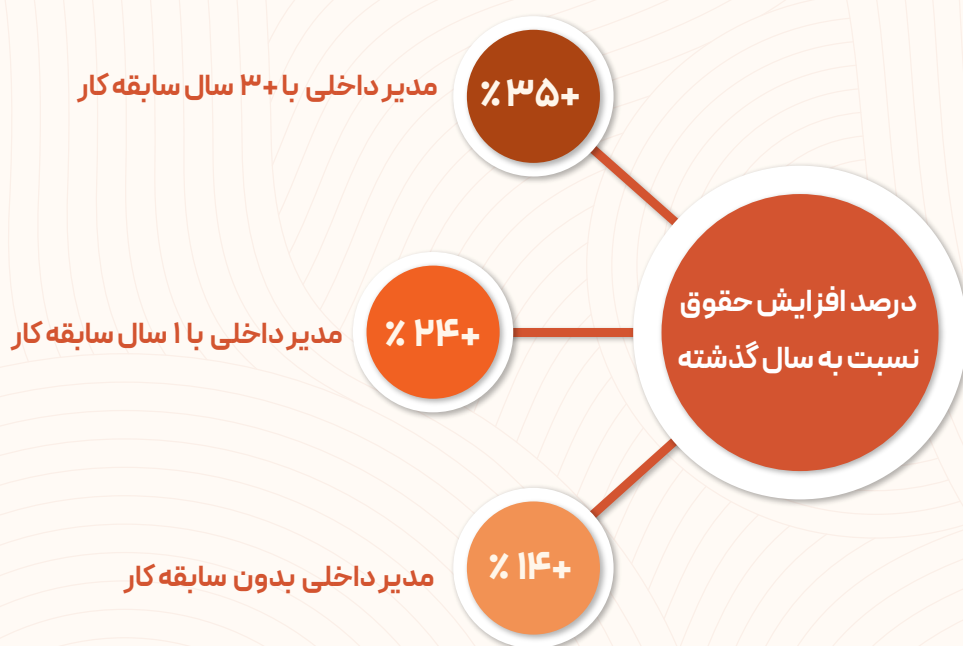 درصد افزایش حقوق
نسبت به سال گذشته
+۳۵٪
مدیر داخلی با +۳ سال سابقه کار
+۲۴ ٪
مدیر داخلی با ۱ سال سابقه کار
+۱۴ ٪
مدیر داخلی بدون سابقه کار